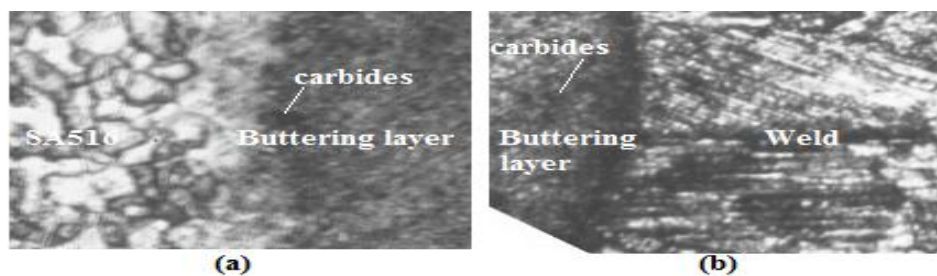 carbides
SA516
Buttering layer
(a)
carbides
Buttering
layer
Weld
(b)